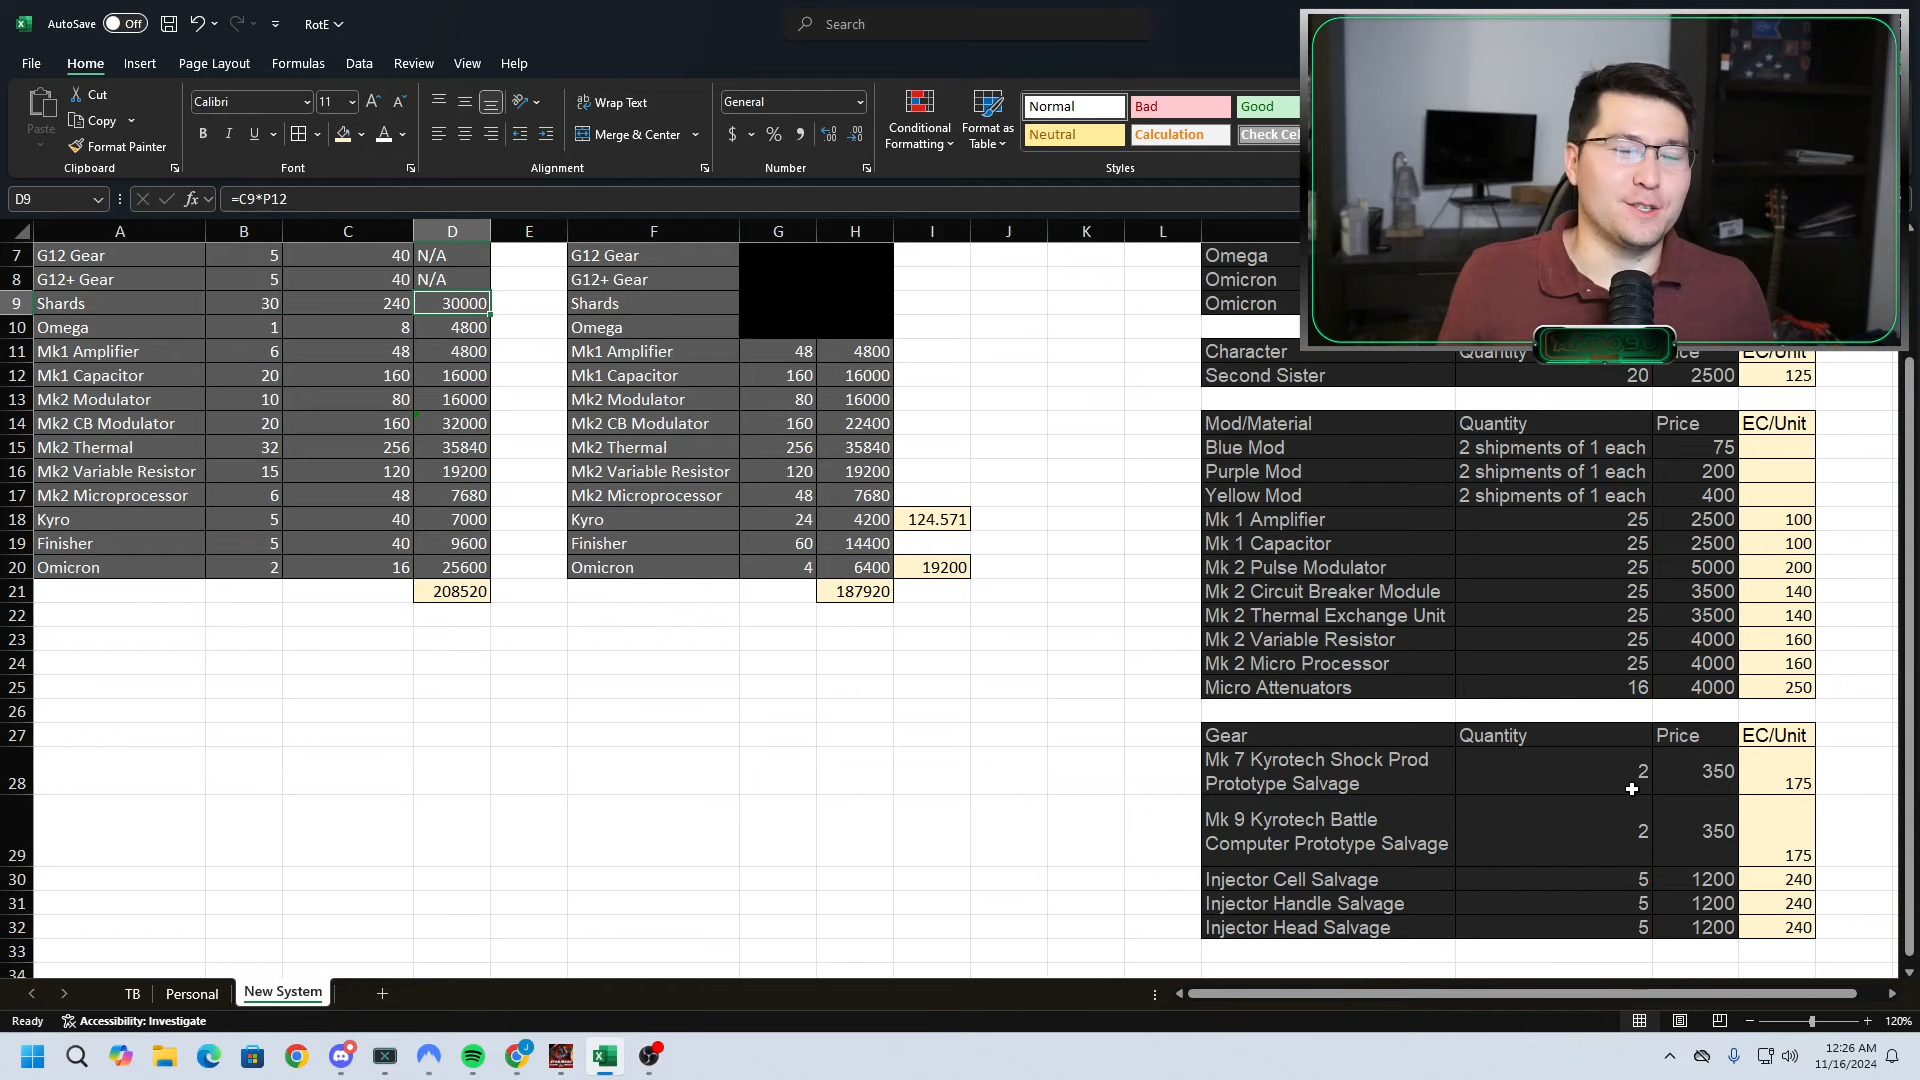 AutoSave Off RotE Search
File Home Insert Page Layout Formulas Data Review View Help
Paste Cut Copy Format Painter Clipboard
Calibri 11 B I U A Font
Wrap Text Merge & Center Alignment
General $ % , Number
Conditional Formatting Format as Table
Normal Bad Good
Neutral Calculation Check Cel
Styles
D9 fx =C9*P12
A B C D E F G H I J K L
7 G12 Gear 5 40 N/A G12 Gear Omega
8 G12+ Gear 5 40 N/A G12+ Gear Omicron
9 Shards 30 240 30000 Shards Omicron
10 Omega 1 8 4800 Omega
11 Mk1 Amplifier 6 48 4800 Mk1 Amplifier 48 4800 Character Quantity EC/Unit
12 Mk1 Capacitor 20 160 16000 Mk1 Capacitor 160 16000 Second Sister 20 2500 125
13 Mk2 Modulator 10 80 16000 Mk2 Modulator 80 16000
14 Mk2 CB Modulator 20 160 32000 Mk2 CB Modulator 160 22400 Mod/Material Quantity Price EC/Unit
15 Mk2 Thermal 32 256 35840 Mk2 Thermal 256 35840 Blue Mod 2 shipments of 1 each 75
16 Mk2 Variable Resistor 15 120 19200 Mk2 Variable Resistor 120 19200 Purple Mod 2 shipments of 1 each 200
17 Mk2 Microprocessor 6 48 7680 Mk2 Microprocessor 48 7680 Yellow Mod 2 shipments of 1 each 400
18 Kyro 5 40 7000 Kyro 24 4200 124.571 Mk 1 Amplifier 25 2500 100
19 Finisher 5 40 9600 Finisher 60 14400 Mk 1 Capacitor 25 2500 100
20 Omicron 2 16 25600 Omicron 4 6400 19200 Mk 2 Pulse Modulator 25 5000 200
21 208520 187920 Mk 2 Circuit Breaker Module 25 3500 140
22 Mk 2 Thermal Exchange Unit 25 3500 140
23 Mk 2 Variable Resistor 25 4000 160
24 Mk 2 Micro Processor 25 4000 160
25 Micro Attenuators 16 4000 250
26
27 Gear Quantity Price EC/Unit
28 Mk 7 Kyrotech Shock Prod Prototype Salvage 2 350 175
29 Mk 9 Kyrotech Battle Computer Prototype Salvage 2 350 175
30 Injector Cell Salvage 5 1200 240
31 Injector Handle Salvage 5 1200 240
32 Injector Head Salvage 5 1200 240
33
34
TB Personal New System
Ready Accessibility: Investigate 120%
12:26 AM
11/16/2024